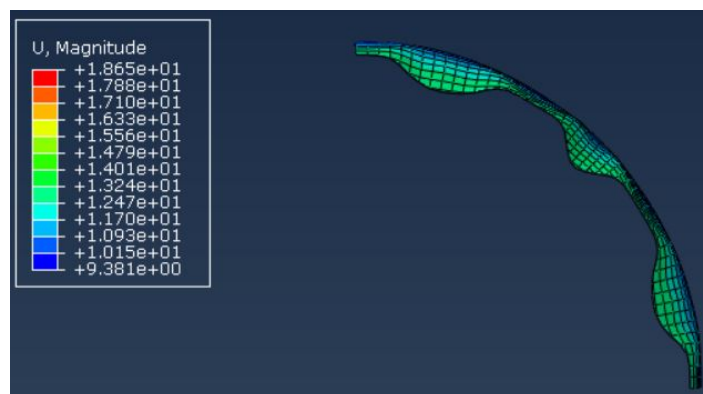 U, Magnitude
+1.865e+01
+1.788e+01
+1.710e+01
+1.633e+01
+1.556e+01
+1.479e+01
+1.401e+01
+1.324e+01
+1.247e+01
+1.170e+01
+1.093e+01
+1.015e+01
+9.381e+00